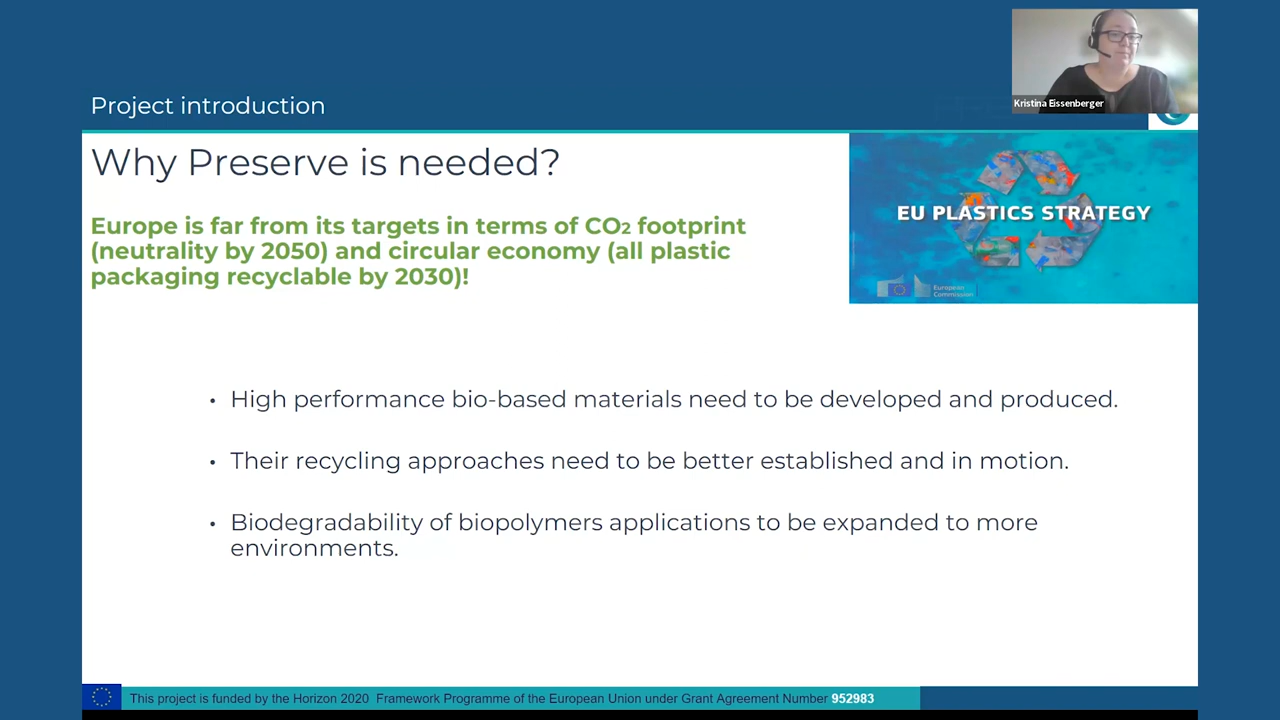 Kristina Eissenberger
Project introduction
Why Preserve is needed?
Europe is far from its targets in terms of CO₂ footprint
(neutrality by 2050) and circular economy (all plastic
packaging recyclable by 2030)!
EU PLASTICS STRATEGY
European
Commission
• High performance bio-based materials need to be developed and produced.
• Their recycling approaches need to be better established and in motion.
• Biodegradability of biopolymers applications to be expanded to more
environments.
This project is funded by the Horizon 2020 Framework Programme of the European Union under Grant Agreement Number 952983